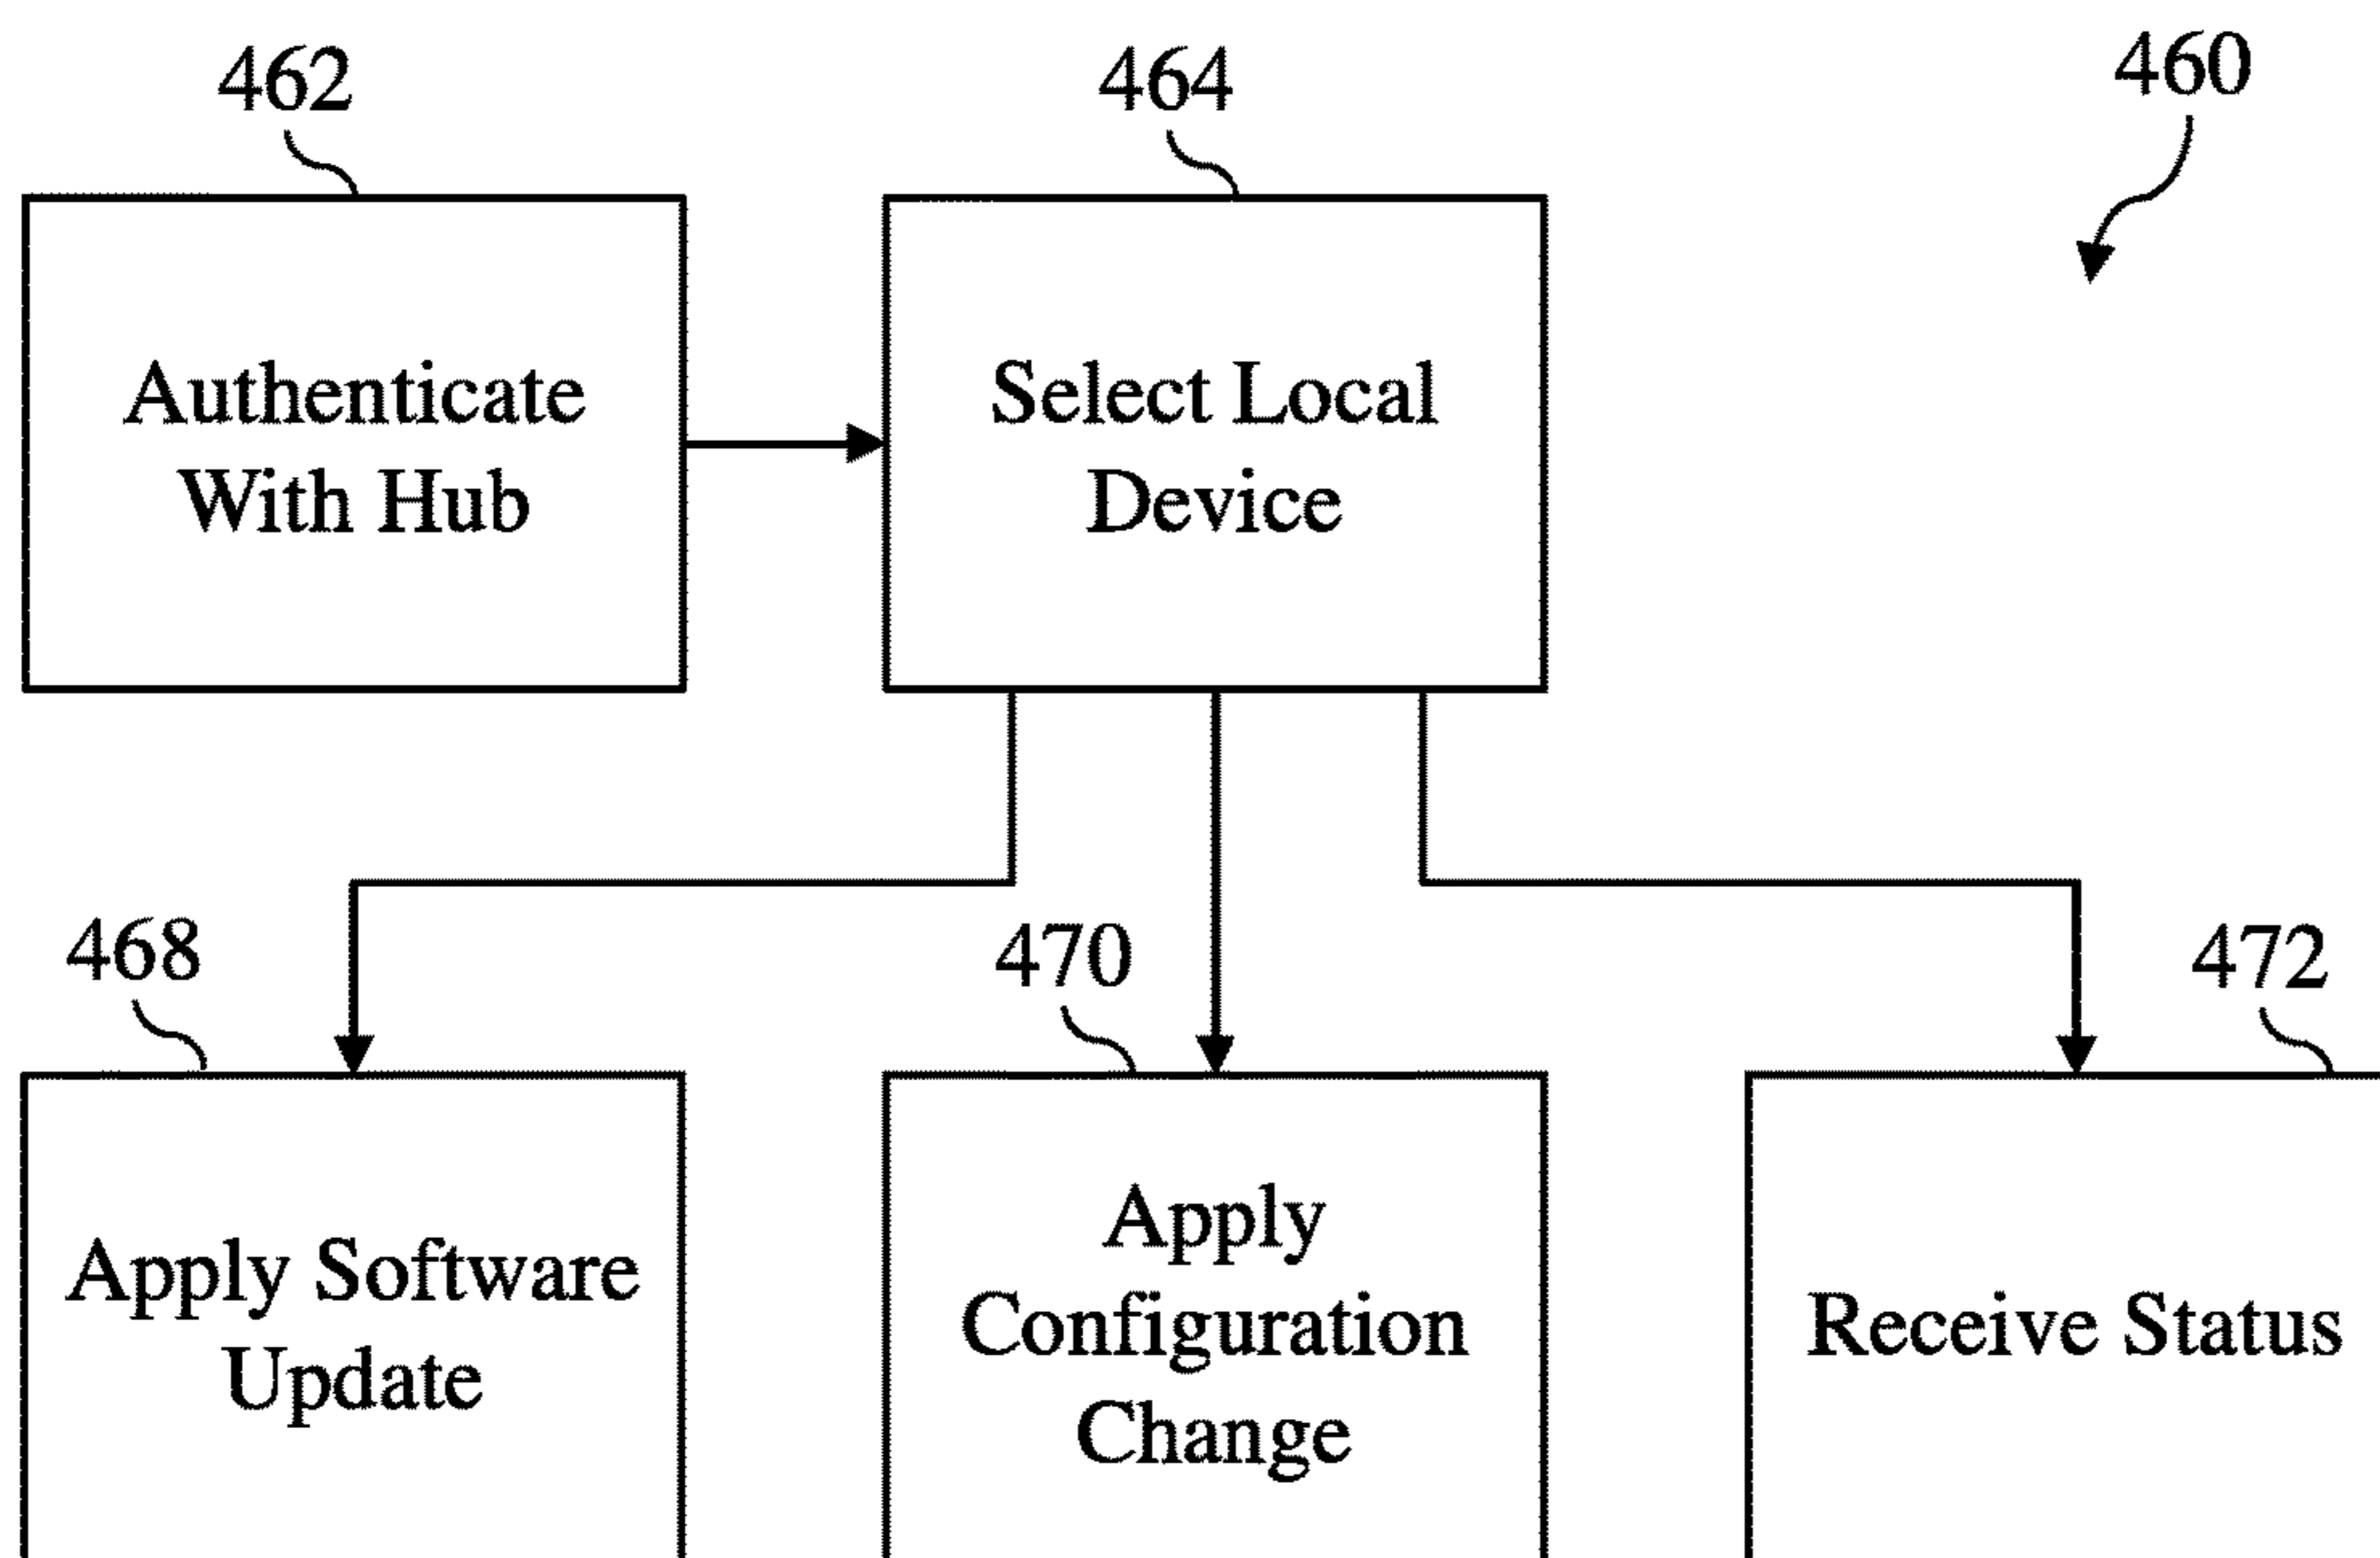 462
464
460
Authenticate
With Hub
Select Local
Device
468
470
472
Apply Software
Update
Apply
Configuration
Change
Receive Status